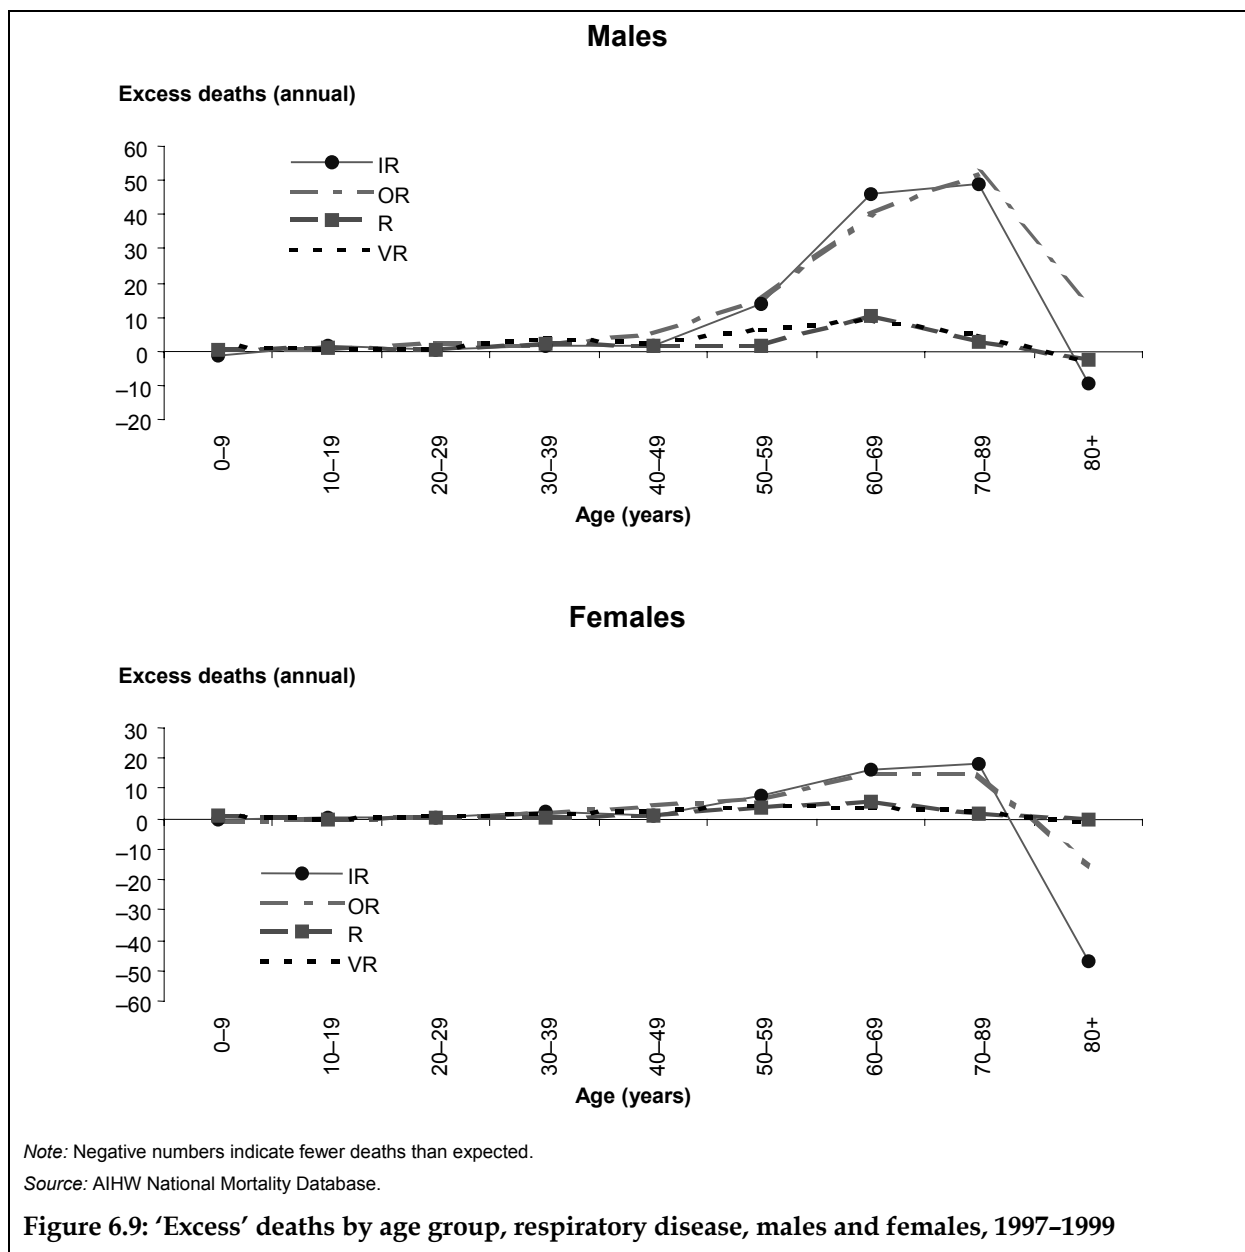 Males
Excess deaths (annual)
60
50
40
30
20
10
0
–10
–20
IR
OR
R
VR
0–9
10–19
20–29
30–39
40–49
50–59
60–69
70–89
80+
Age (years)
Females
Excess deaths (annual)
30
20
10
0
–10
–20
–30
–40
–50
–60
IR
OR
R
VR
0–9
10–19
20–29
30–39
40–49
50–59
60–69
70–89
80+
Age (years)
Note: Negative numbers indicate fewer deaths than expected.
Source: AIHW National Mortality Database.
Figure 6.9: ‘Excess’ deaths by age group, respiratory disease, males and females, 1997–1999